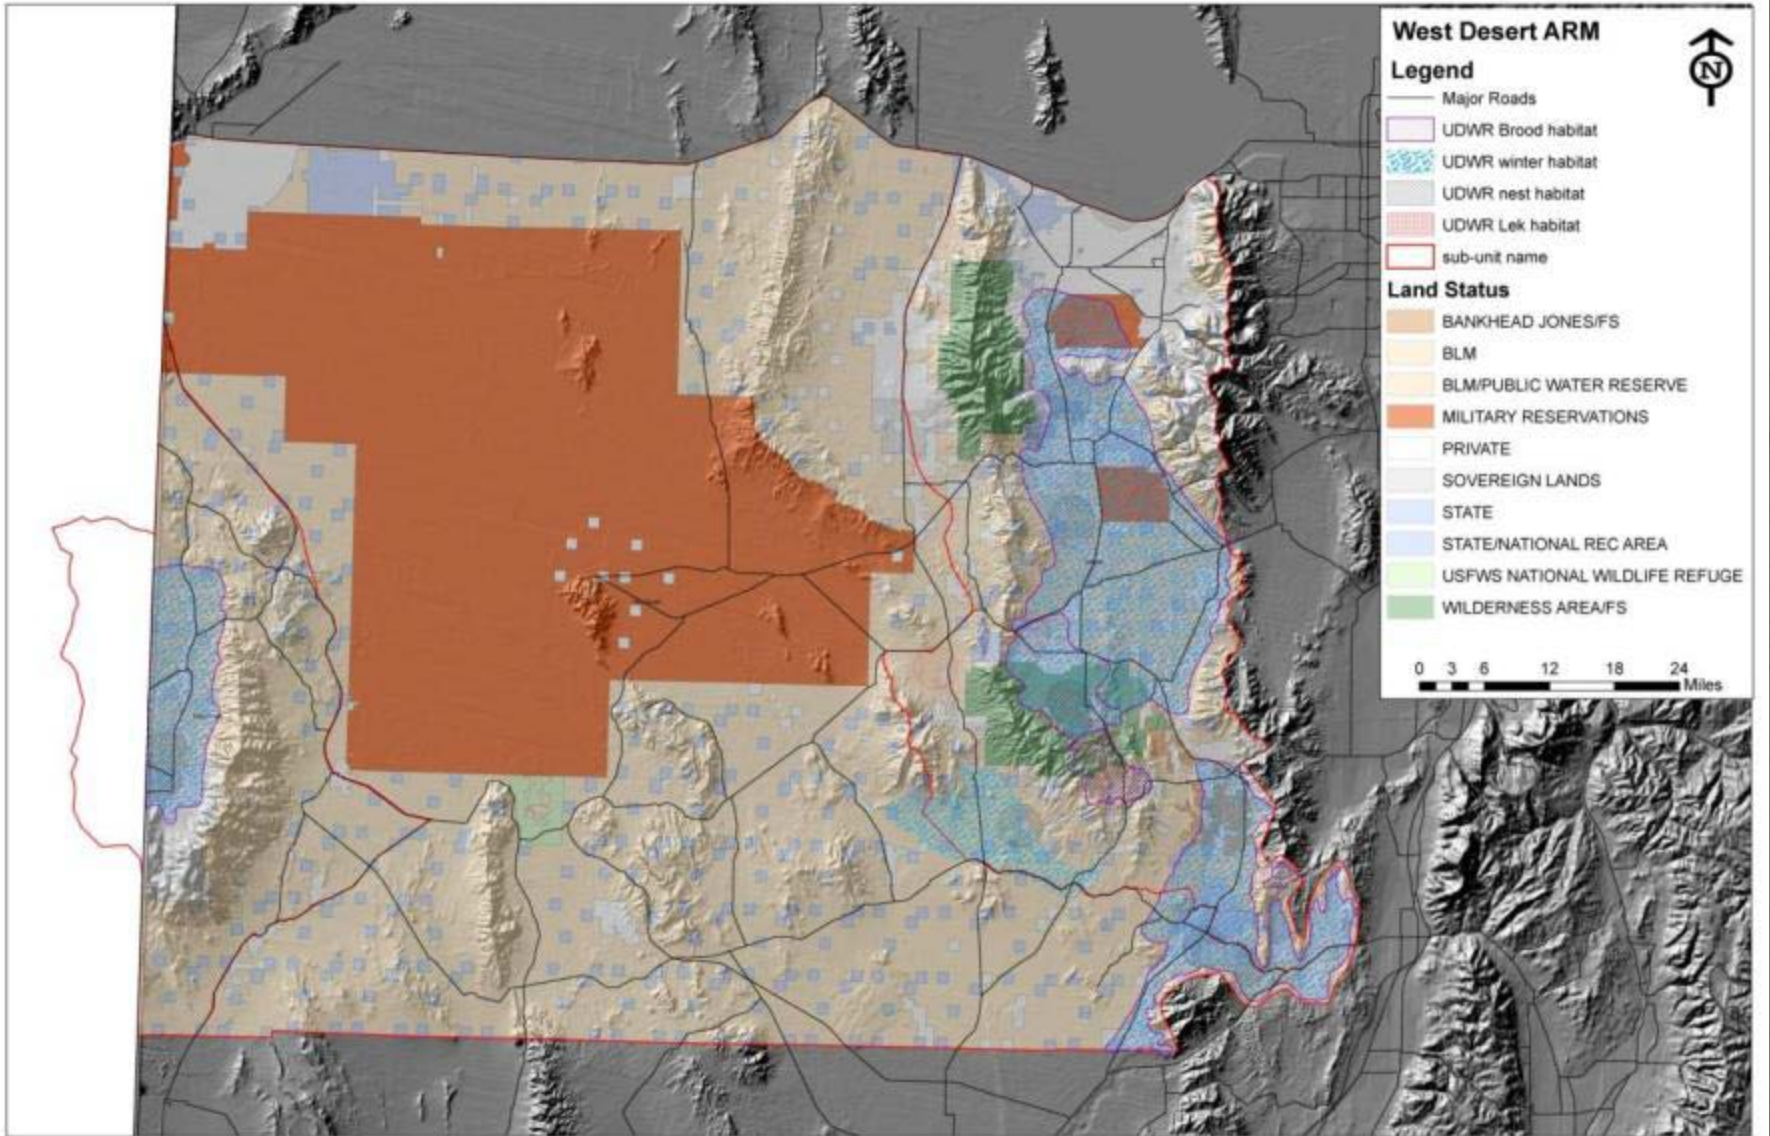 West Desert ARM
N
Legend
Major Roads
UDWR Brood habitat
UDWR winter habitat
UDWR nest habitat
UDWR Lek habitat
sub-unit name
Land Status
BANKHEAD JONES/FS
BLM
BLM/PUBLIC WATER RESERVE
MILITARY RESERVATIONS
PRIVATE
SOVEREIGN LANDS
STATE
STATE/NATIONAL REC AREA
USFWS NATIONAL WILDLIFE REFUGE
WILDERNESS AREA/FS
0 3 6 12 18 24
Miles